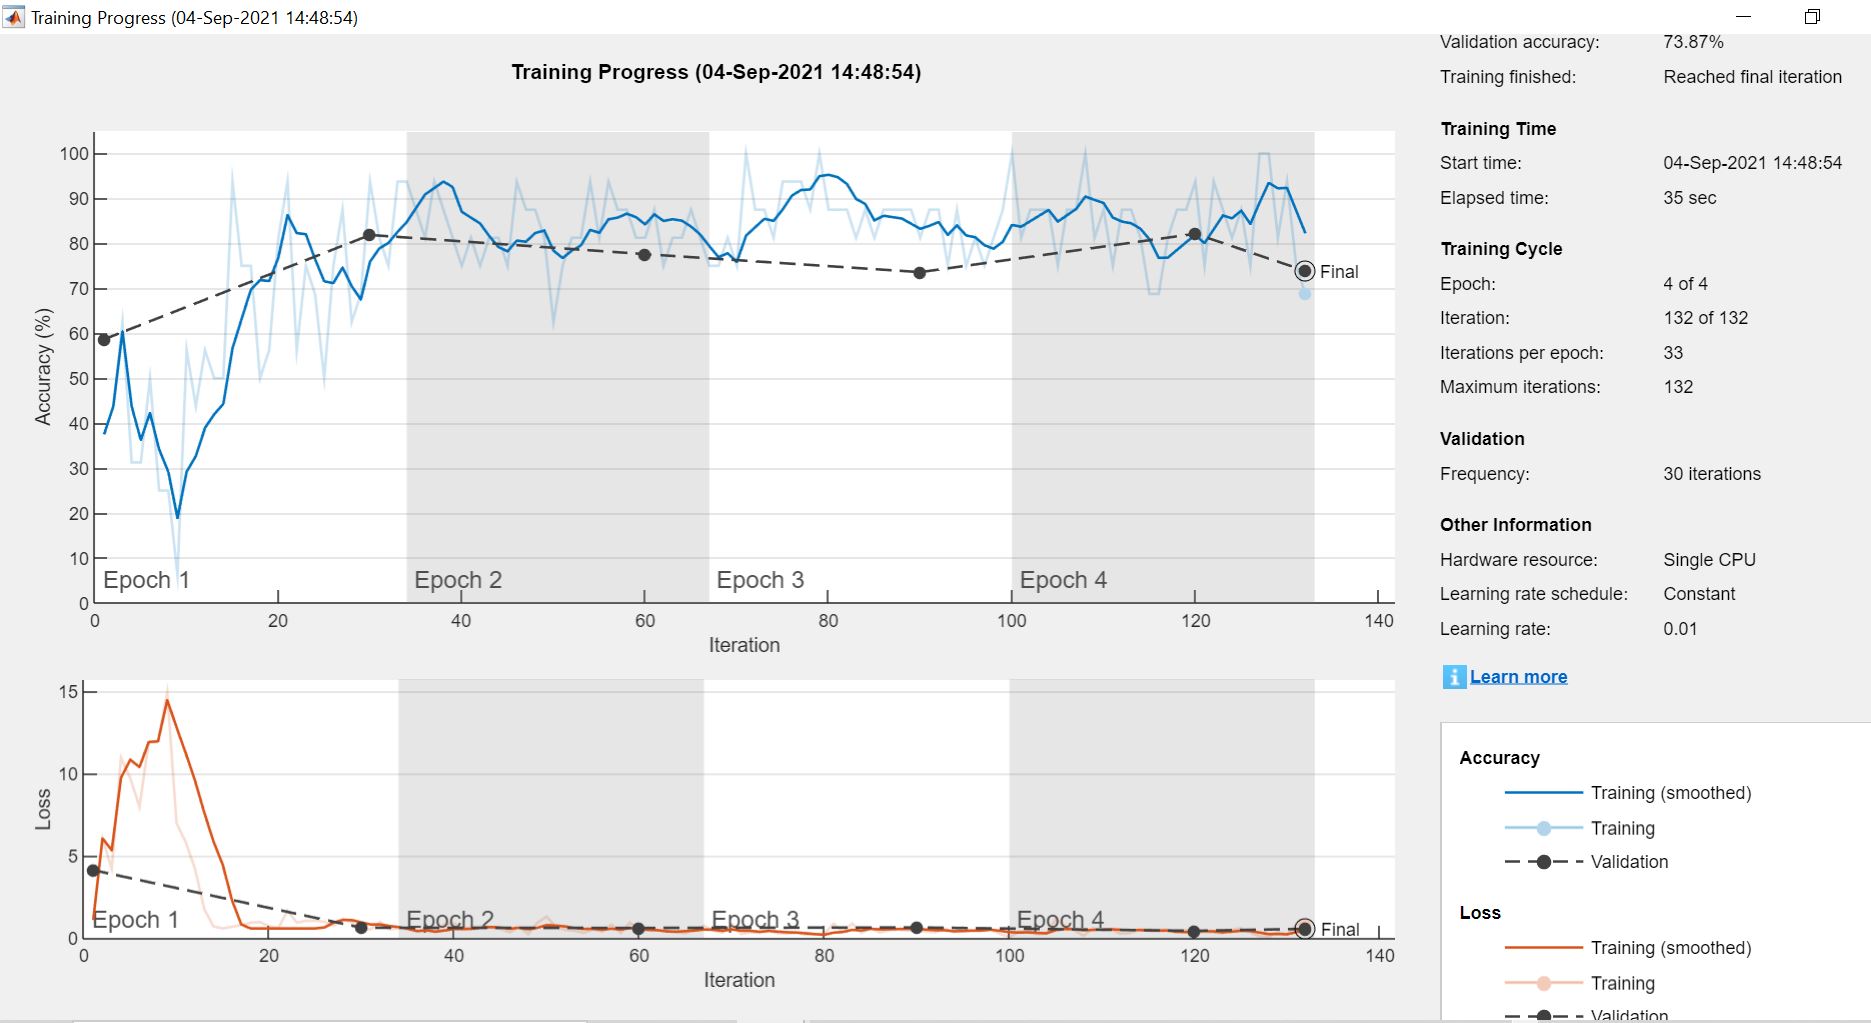 Training Progress (04-Sep-2021 14:48:54)
Training Progress (04-Sep-2021 14:48:54)
Accuracy (%)
100
90
80
70
60
50
40
30
20
10
0
Epoch 1
Epoch 2
Epoch 3
Epoch 4
Final
0 20 40 60 80 100 120 140
Iteration
Loss
15
10
5
0
Epoch 1
Epoch 2
Epoch 3
Epoch 4
Final
0 20 40 60 80 100 120 140
Iteration
Validation accuracy: 73.87%
Training finished: Reached final iteration
Training Time
Start time: 04-Sep-2021 14:48:54
Elapsed time: 35 sec
Training Cycle
Epoch: 4 of 4
Iteration: 132 of 132
Iterations per epoch: 33
Maximum iterations: 132
Validation
Frequency: 30 iterations
Other Information
Hardware resource: Single CPU
Learning rate schedule: Constant
Learning rate: 0.01
i Learn more
Accuracy
Training (smoothed)
Training
Validation
Loss
Training (smoothed)
Training
Validation